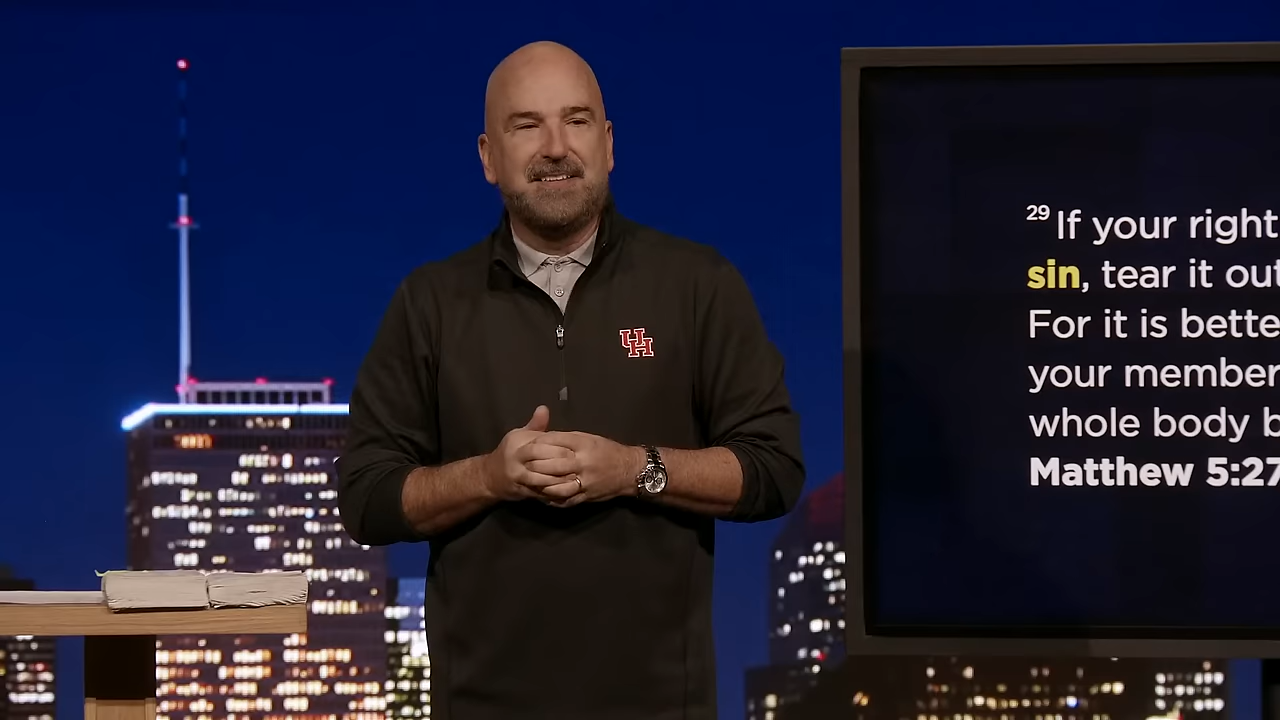 UH
29 If your right
sin, tear it out
For it is bette
your member
whole body b
Matthew 5:27